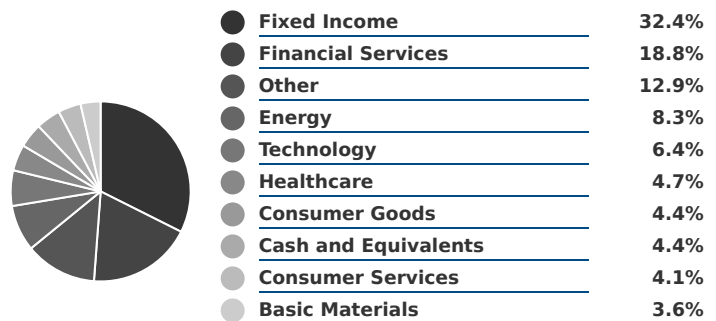 Fixed Income 32.4%
Financial Services 18.8%
Other 12.9%
Energy 8.3%
Technology 6.4%
Healthcare 4.7%
Consumer Goods 4.4%
Cash and Equivalents 4.4%
Consumer Services 4.1%
Basic Materials 3.6%